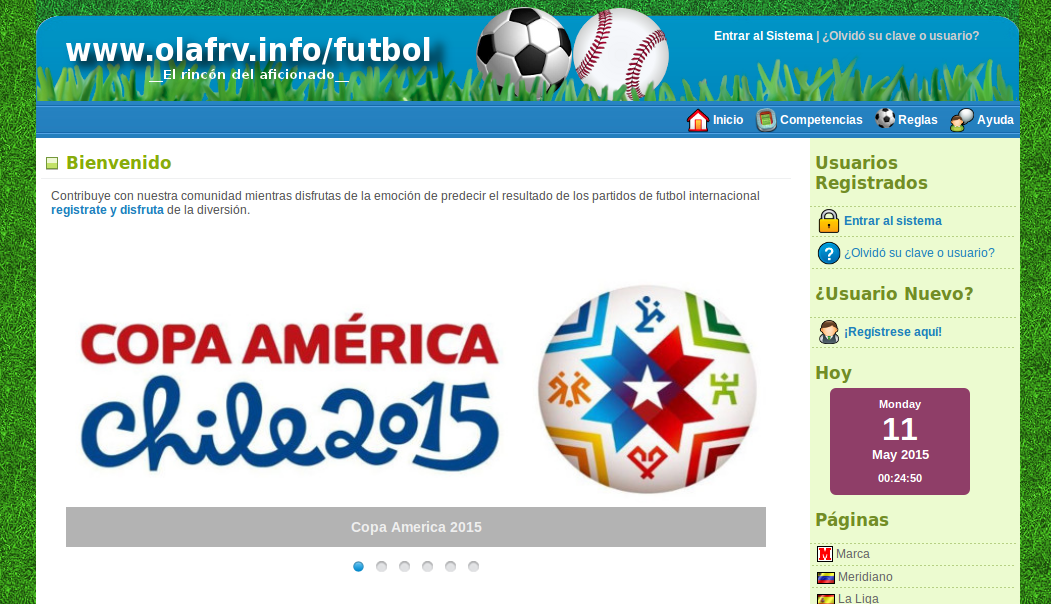 www.olafrv.info/futbol
__El rincón del aficionado__
Entrar al Sistema | ¿Olvidó su clave o usuario?
Inicio Competencias Reglas Ayuda
Bienvenido
Contribuye con nuestra comunidad mientras disfrutas de la emoción de predecir el resultado de los partidos de futbol internacional
registrate y disfruta de la diversión.
COPA AMÉRICA
chile 2015
Copa America 2015
Usuarios
Registrados
Entrar al sistema
?
¿Olvidó su clave o usuario?
¿Usuario Nuevo?
¡Regístrese aquí!
Hoy
Monday
11
May 2015
00:24:50
Páginas
M Marca
Meridiano
La Liga